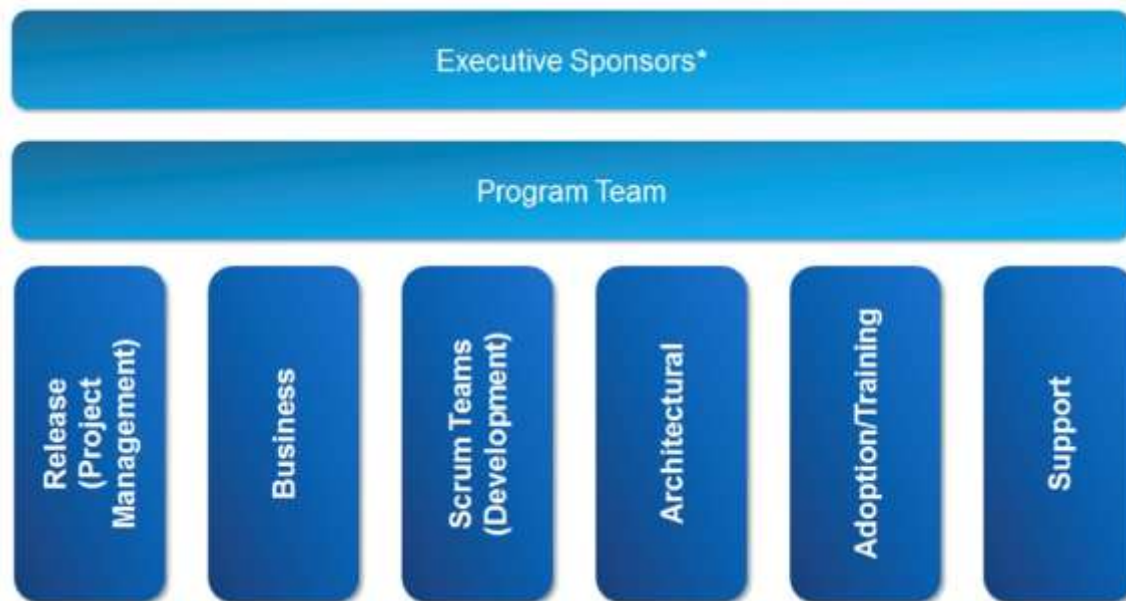 Executive Sponsors*
Program Team
Release
(Project
Management)
Business
Scrum Teams
(Development)
Architectural
Adoption/Training
Support